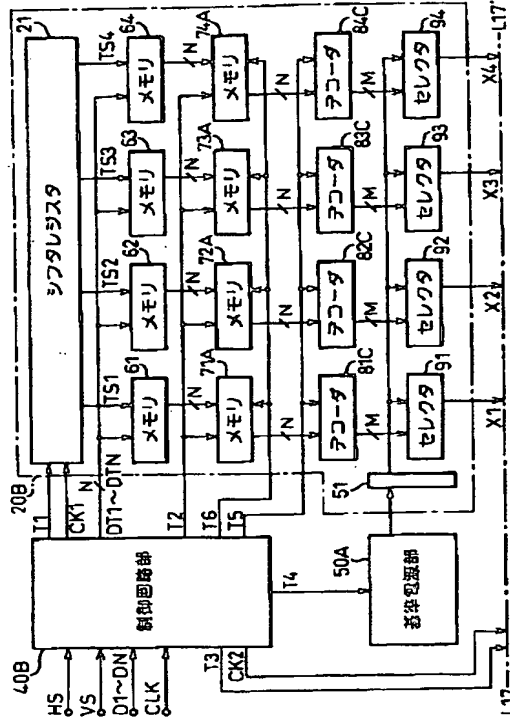 HS
VS
D1~DN
CLK
40B
制御回路部
T1
CK1
20B
N
DT1~DTN
T2
T6
T5
T4
T3
CK2
50A
基準電源部
51
21
シフタレジスタ
TS1
TS2
TS3
TS4
61
メモリ
62
メモリ
63
メモリ
64
メモリ
N
N
N
N
71A
メモリ
72A
メモリ
73A
メモリ
74A
メモリ
N
N
N
N
81C
デコーダ
82C
デコーダ
83C
デコーダ
84C
デコーダ
M
M
M
M
91
セレクタ
92
セレクタ
93
セレクタ
94
セレクタ
X1
X2
X3
X4
L17
L17